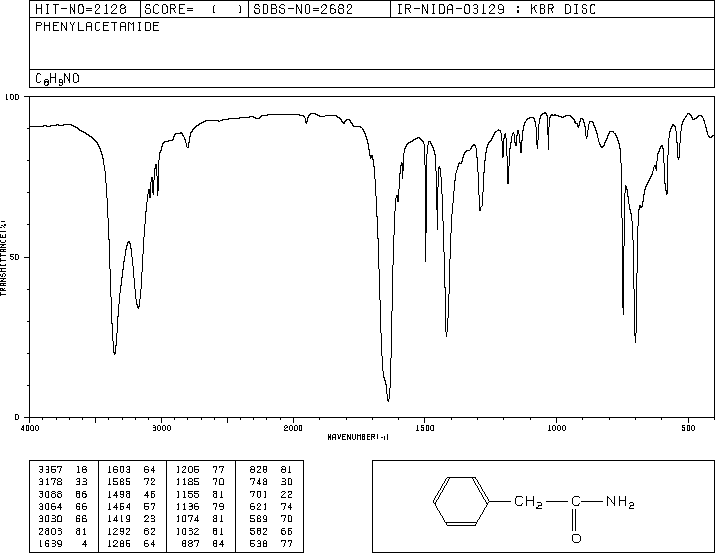 HIT-NO=2128 SCORE= ( ) SDBS-NO=2682 IR-NIDA-03129 : KBR DISC
PHENYLACETAMIDE
C8H9NO
100
50
0
TRANSMITTANCE(%)
4000 3000 2000 1500 1000 500
WAVENUMBER(-1)
3367 18 1603 64 1206 77 828 81
3178 33 1585 72 1185 70 748 30
3088 66 1498 46 1155 81 701 22
3064 66 1454 57 1136 79 621 74
3030 66 1419 23 1074 81 589 70
2803 81 1292 62 1032 81 582 66
1639 4 1286 64 887 84 538 77
CH2 C NH2
O